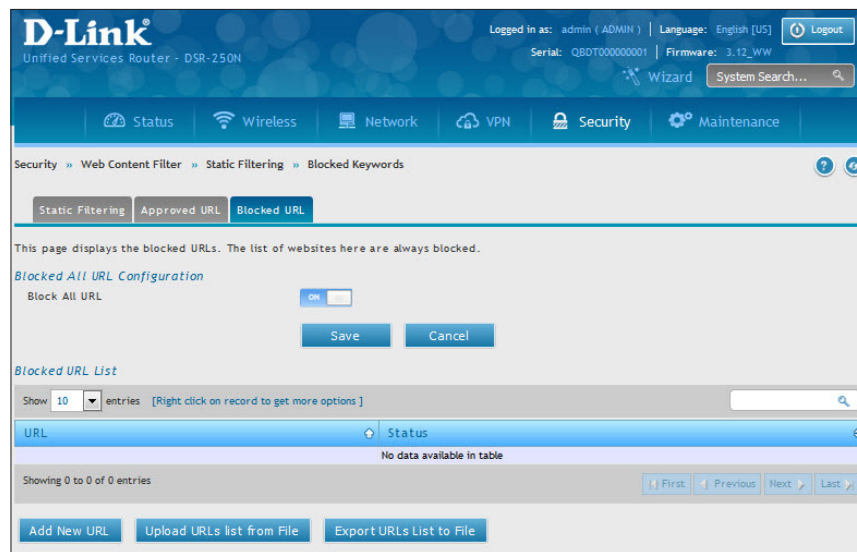 D-Link
Logged in as: admin ( ADMIN ) | Language: English [US] Logout
Unified Services Router - DSR-250N
Serial: QBDT000000001 | Firmware: 3.12_WW
Wizard System Search...
Status Wireless Network VPN Security Maintenance
Security » Web Content Filter » Static Filtering » Blocked Keywords
Static Filtering Approved URL Blocked URL
This page displays the blocked URLs. The list of websites here are always blocked.
Blocked All URL Configuration
Block All URL ON
Save Cancel
Blocked URL List
Show 10 entries [Right click on record to get more options ]
URL Status
No data available in table
Showing 0 to 0 of 0 entries First Previous Next Last
Add New URL Upload URLs list from File Export URLs List to File